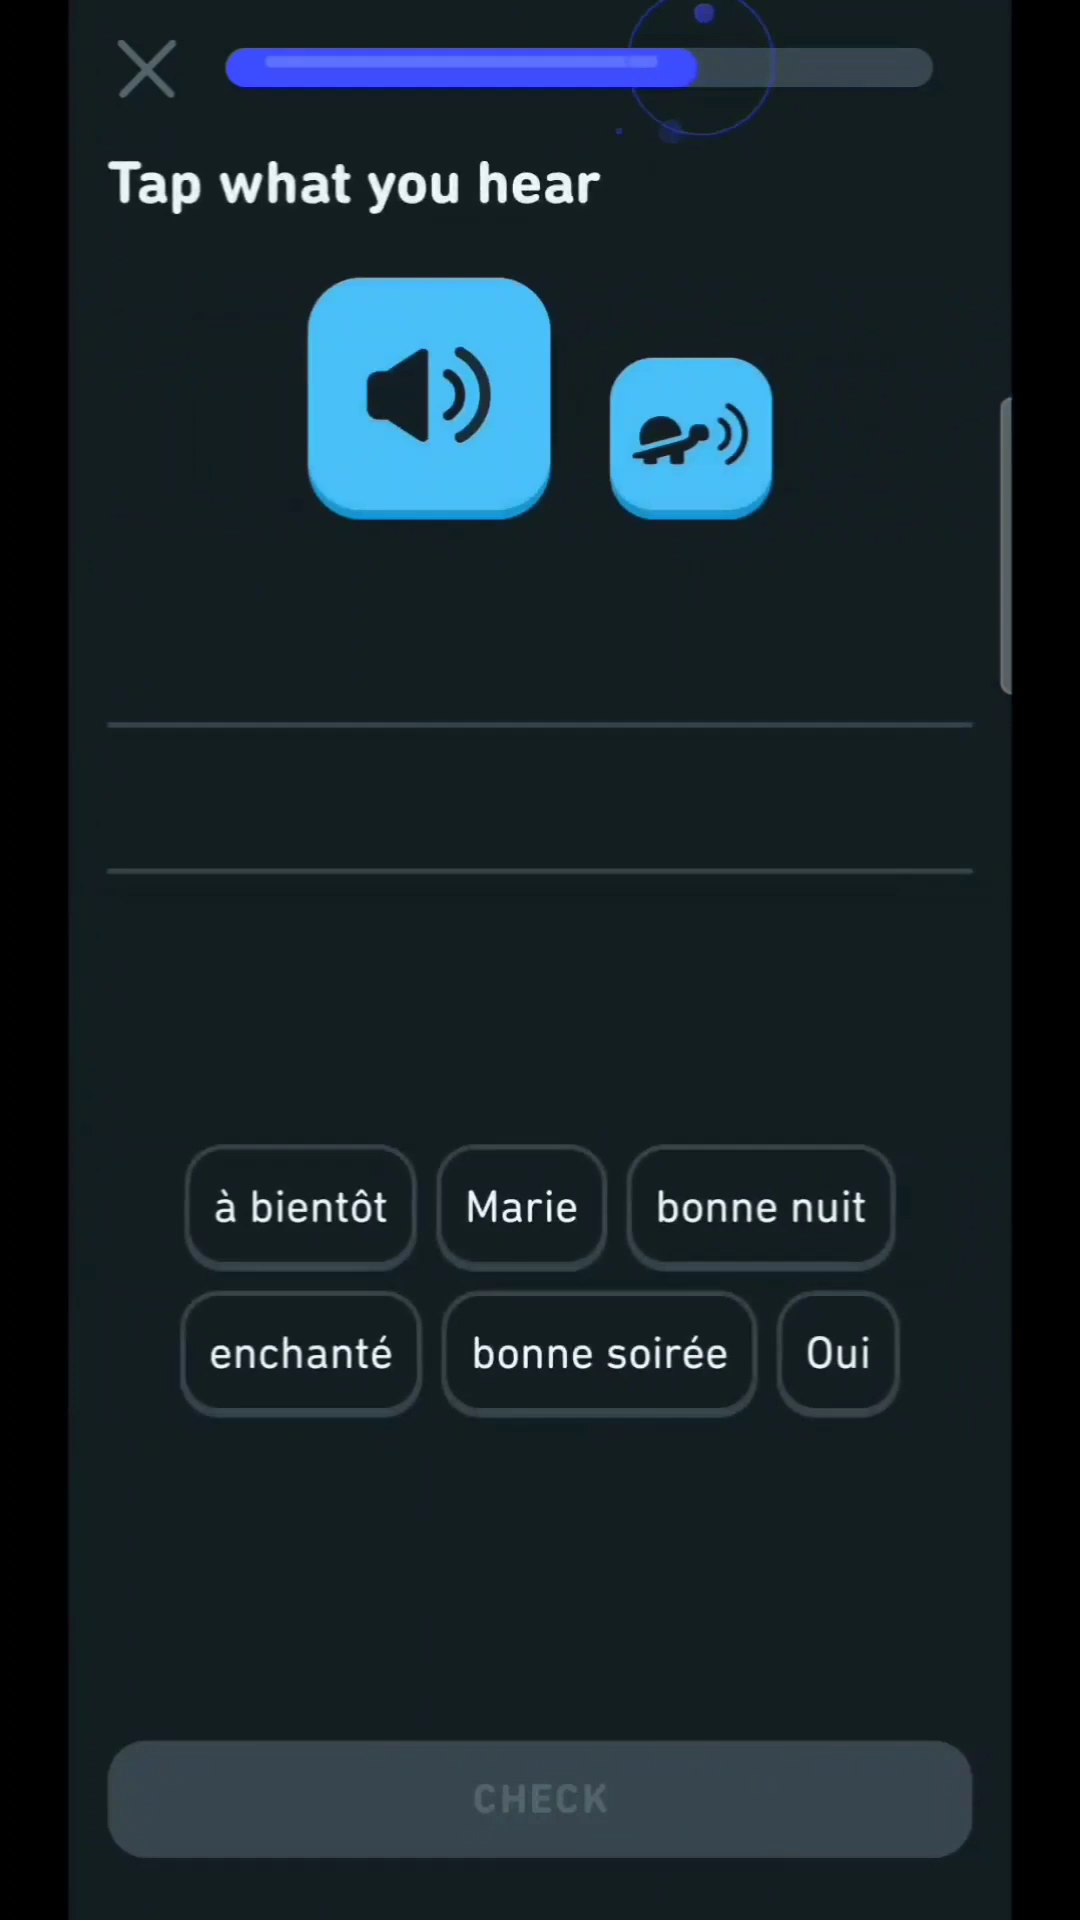 Tap what you hear
à bientôt Marie bonne nuit
enchanté bonne soirée Oui
CHECK